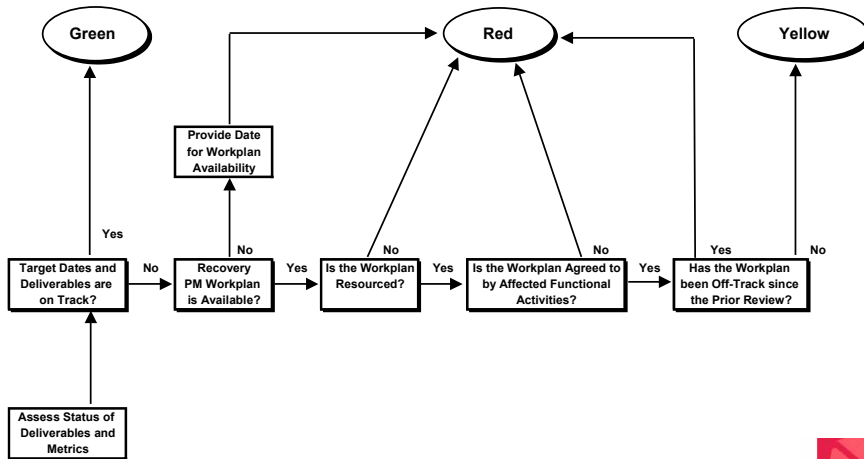 Green
Red
Yellow
Provide Date
for Workplan
Availability
Yes
No
No
No
Yes
No
Target Dates and
Deliverables are
on Track?
No
Recovery
PM Workplan
is Available?
Yes
Is the Workplan
Resourced?
Yes
Is the Workplan Agreed to
by Affected Functional
Activities?
Yes
Has the Workplan
been Off-Track since
the Prior Review?
Assess Status of
Deliverables and
Metrics